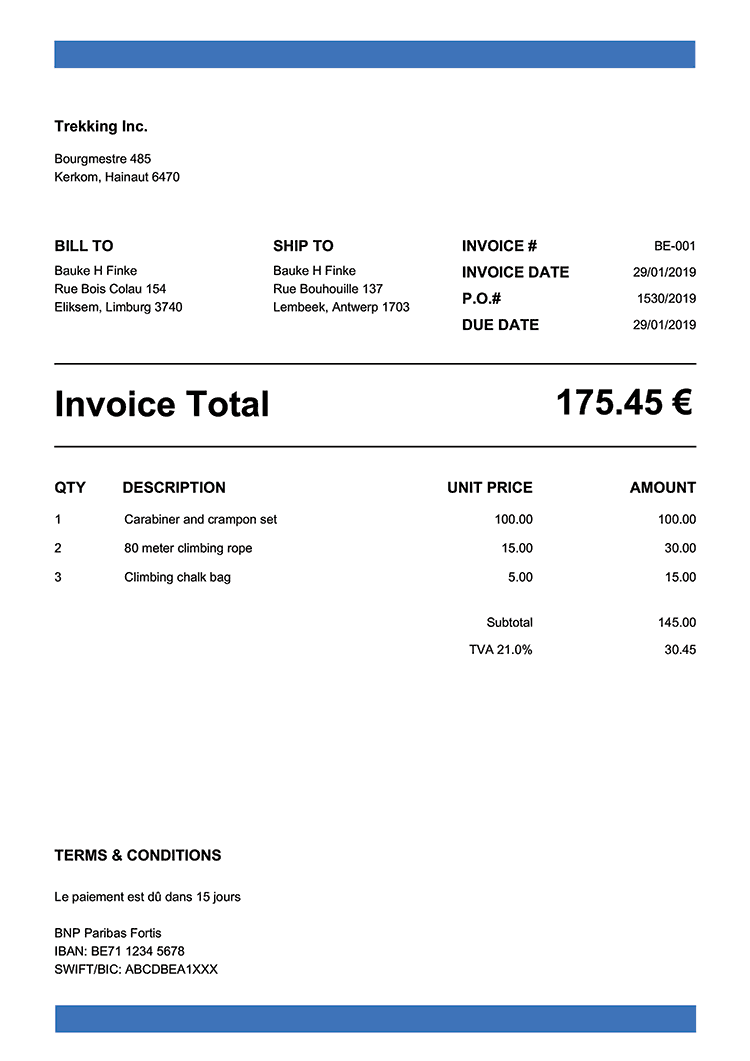 Trekking Inc.
Bourgmestre 485
Kerkom, Hainaut 6470
BILL TO
Bauke H Finke
Rue Bois Colau 154
Eliksem, Limburg 3740
SHIP TO
Bauke H Finke
Rue Bouhouille 137
Lembeek, Antwerp 1703
INVOICE # BE-001
INVOICE DATE 29/01/2019
P.O.# 1530/2019
DUE DATE 29/01/2019
Invoice Total 175.45 €
QTY DESCRIPTION UNIT PRICE AMOUNT
1 Carabiner and crampon set 100.00 100.00
2 80 meter climbing rope 15.00 30.00
3 Climbing chalk bag 5.00 15.00
Subtotal 145.00
TVA 21.0% 30.45
TERMS & CONDITIONS
Le paiement est dû dans 15 jours
BNP Paribas Fortis
IBAN: BE71 1234 5678
SWIFT/BIC: ABCDBEA1XXX